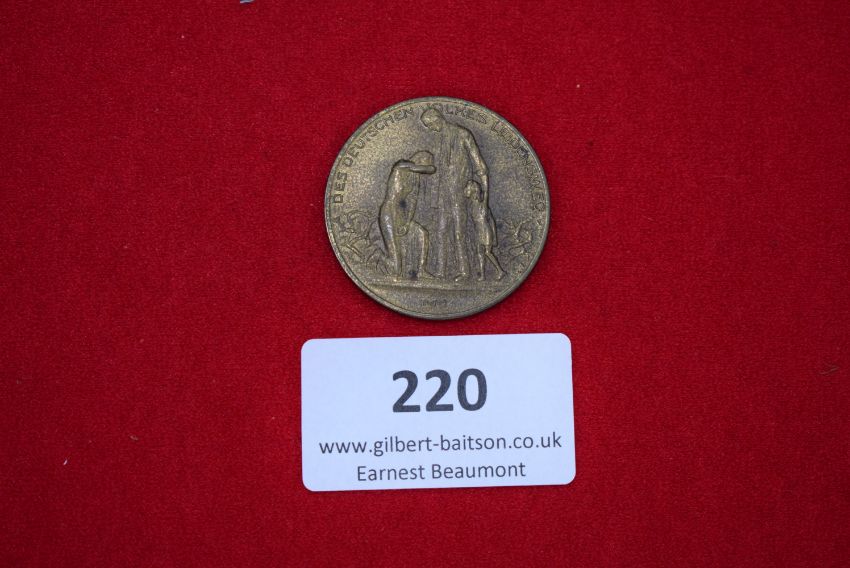 DES DEUTSCHEN VOLKES LEIDENSWEG
220
www.gilbert-baitson.co.uk
Earnest Beaumont